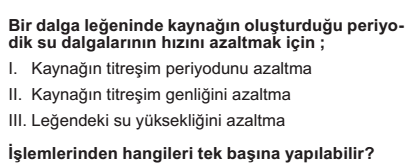 Bir dalga leğeninde kaynağın oluşturduğu periyo-
dik su dalgalarının hızını azaltmak için ;
I. Kaynağın titreşim periyodunu azaltma
II. Kaynağın titreşim genliğini azaltma
III. Leğendeki su yüksekliğini azaltma
İşlemlerinden hangileri tek başına yapılabilir?